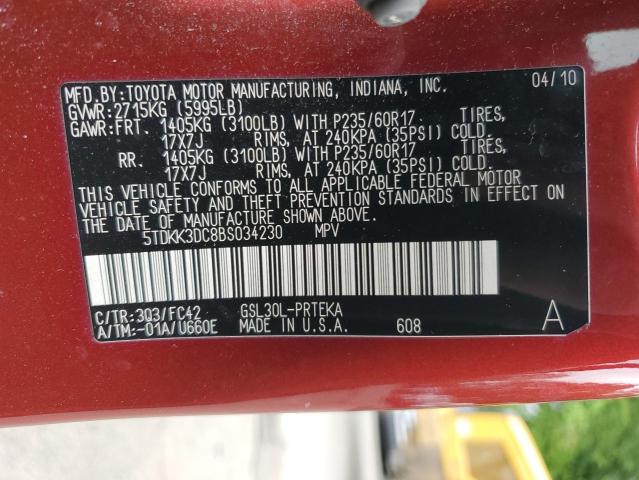 MFD. BY: TOYOTA MOTOR MANUFACTURING, INDIANA, INC. 04/10
GVWR: 2715KG (5995LB)
GAWR: FRT. 1405KG (3100LB) WITH P235/60R17 TIRES,
17X7J RIMS, AT 240KPA (35PSI) COLD.
RR. 1405KG (3100LB) WITH P235/60R17 TIRES,
17X7J RIMS, AT 240KPA (35PSI) COLD.
THIS VEHICLE CONFORMS TO ALL APPLICABLE FEDERAL MOTOR
VEHICLE SAFETY AND THEFT PREVENTION STANDARDS IN EFFECT ON
THE DATE OF MANUFACTURE SHOWN ABOVE.
5TDKK3DC8BS034230 MPV
C/TR: 3Q3/FC42 GSL30L-PRTEKA
A/TM: -01A/U660E MADE IN U.S.A. 608 A